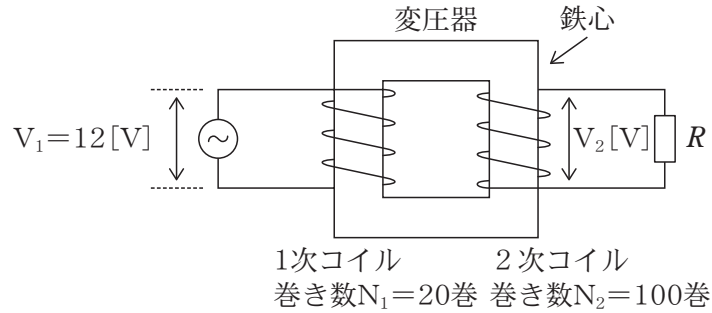 変圧器
鉄心
V₁=12[V]
V₂[V]
R
1次コイル
巻き数N₁=20巻
2次コイル
巻き数N₂=100巻